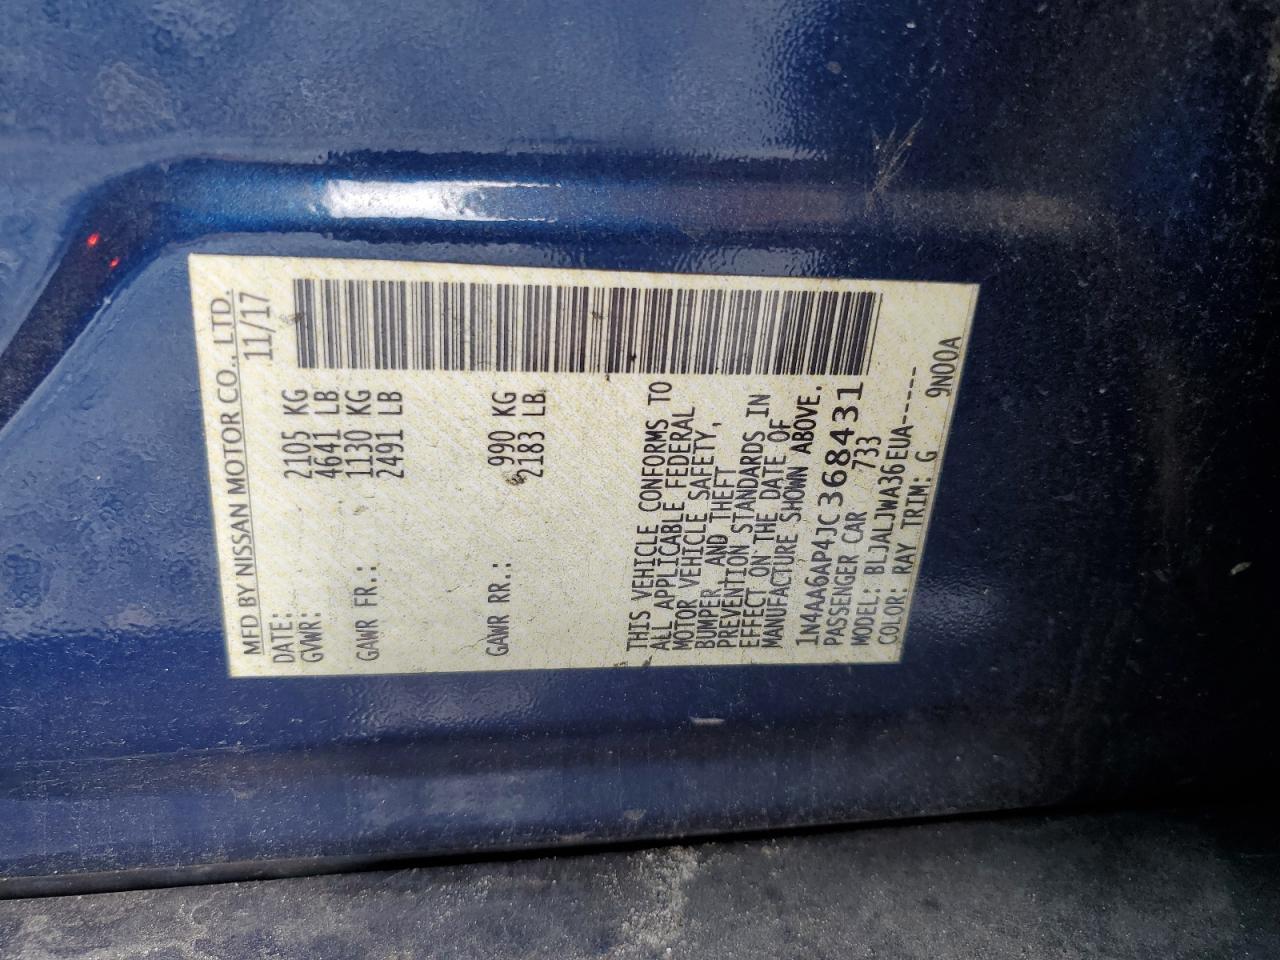 MFD BY NISSAN MOTOR CO., LTD.
DATE: 11/17
GVWR: 2105 KG
4641 LB
GAWR FR.: 1130 KG
2491 LB
GAWR RR.: 990 KG
2183 LB
THIS VEHICLE CONFORMS TO
ALL APPLICABLE FEDERAL
MOTOR VEHICLE SAFETY,
BUMPER AND THEFT
PREVENTION STANDARDS IN
EFFECT ON THE DATE OF
MANUFACTURE SHOWN ABOVE.
1N4AA6AP4JC368431
PASSENGER CAR 733
MODEL: BLJALJWA36EUA-----
COLOR: RAY TRIM: G 9N00A